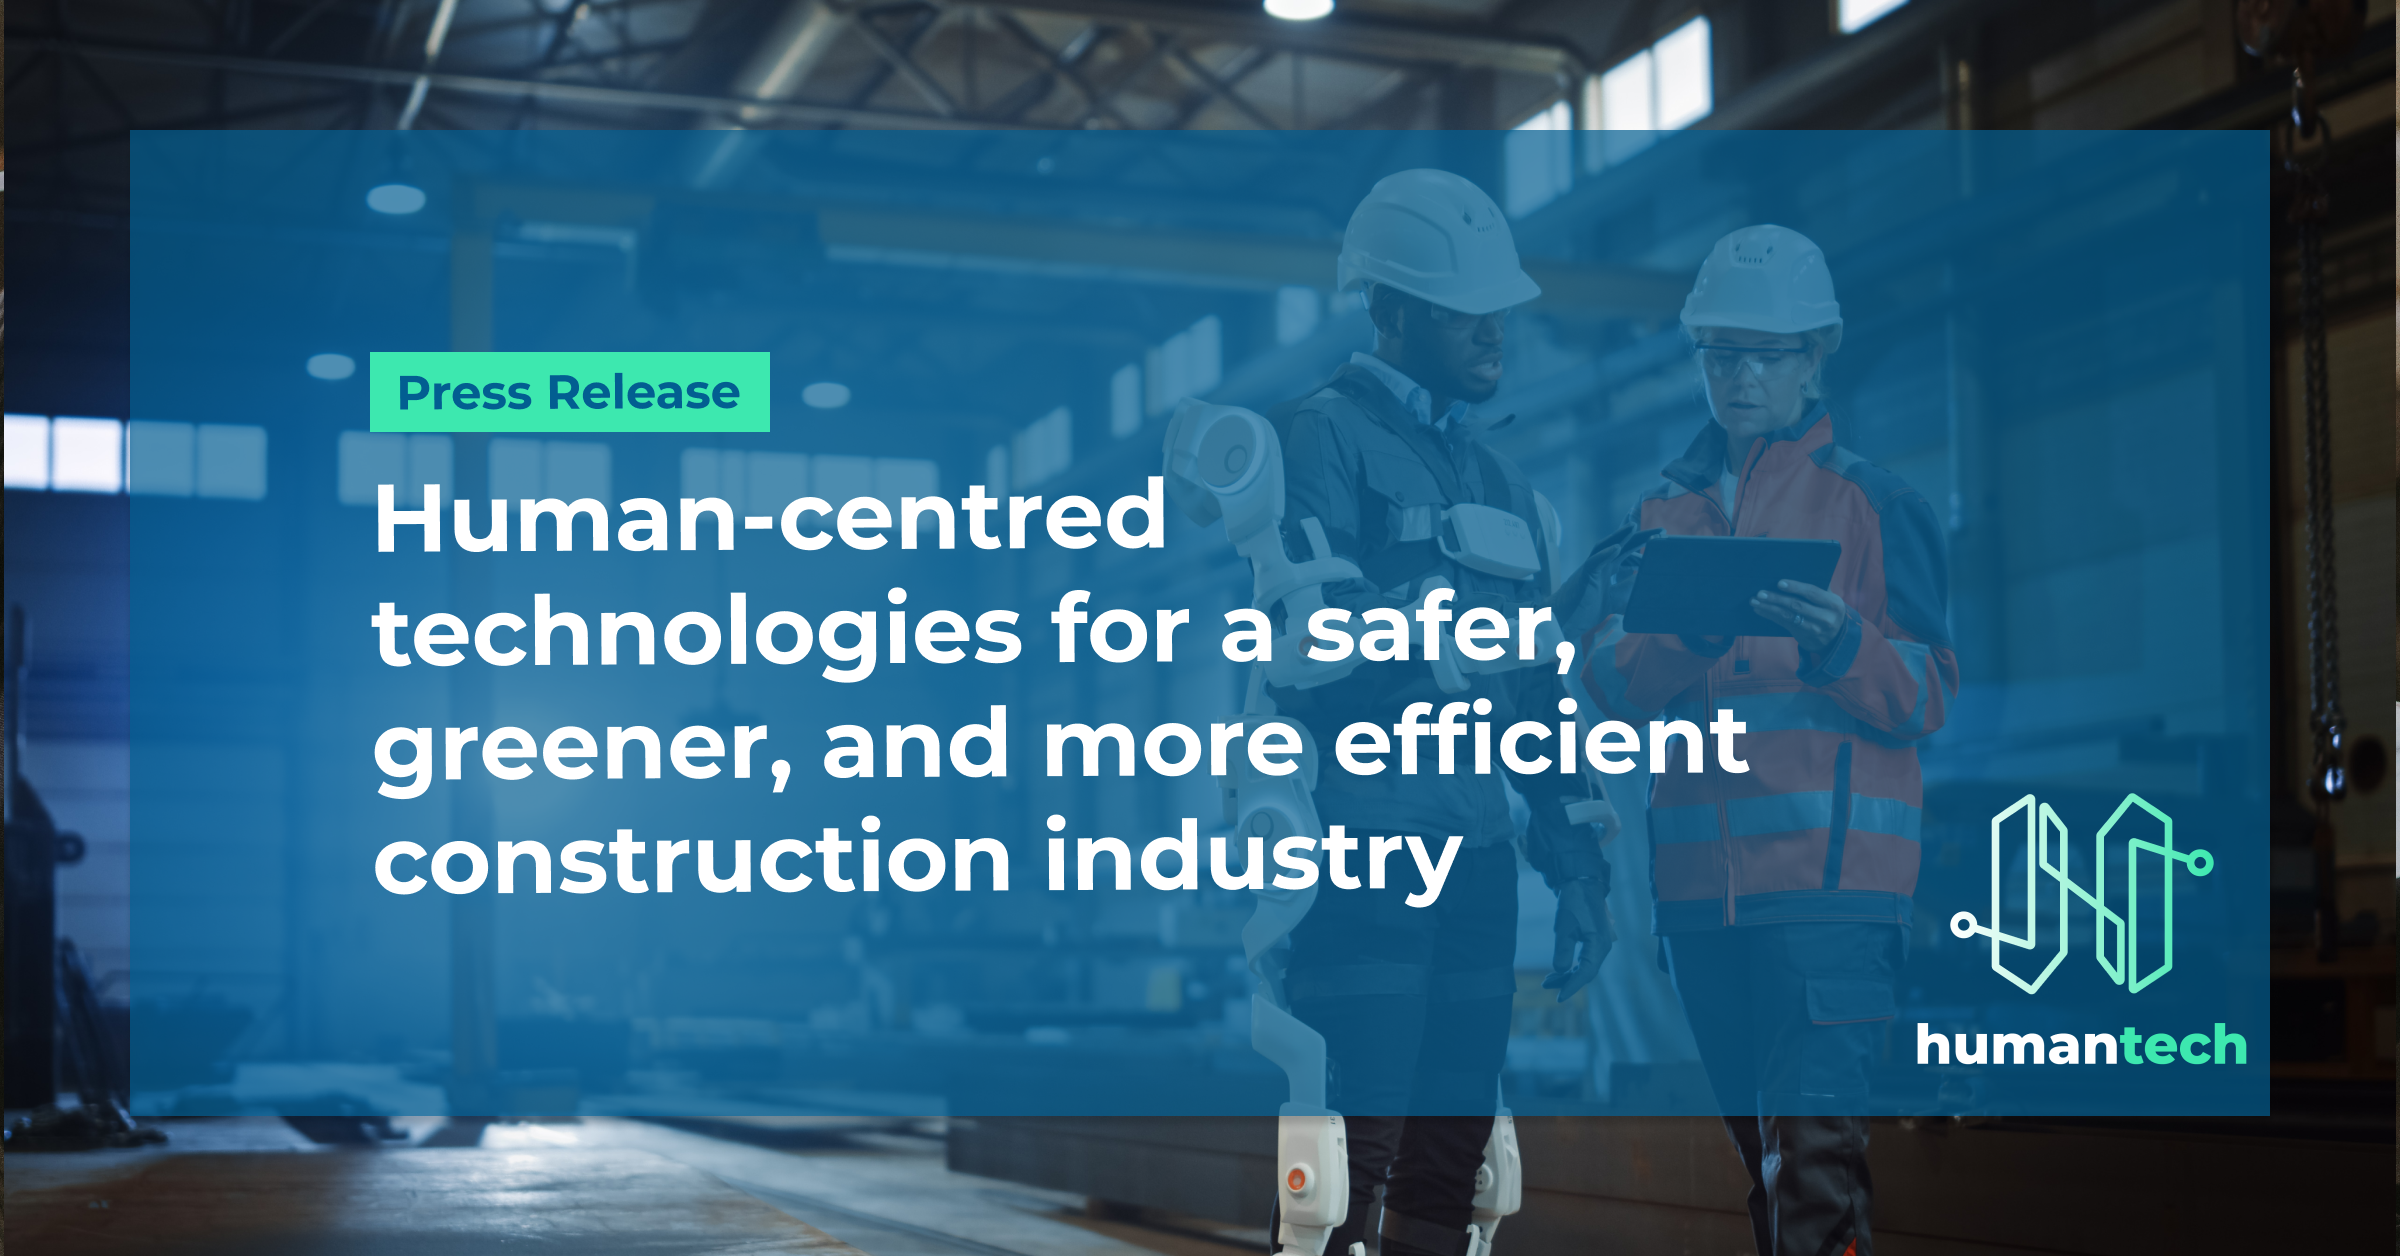 Press Release
Human-centred
technologies for a safer,
greener, and more efficient
construction industry
humantech